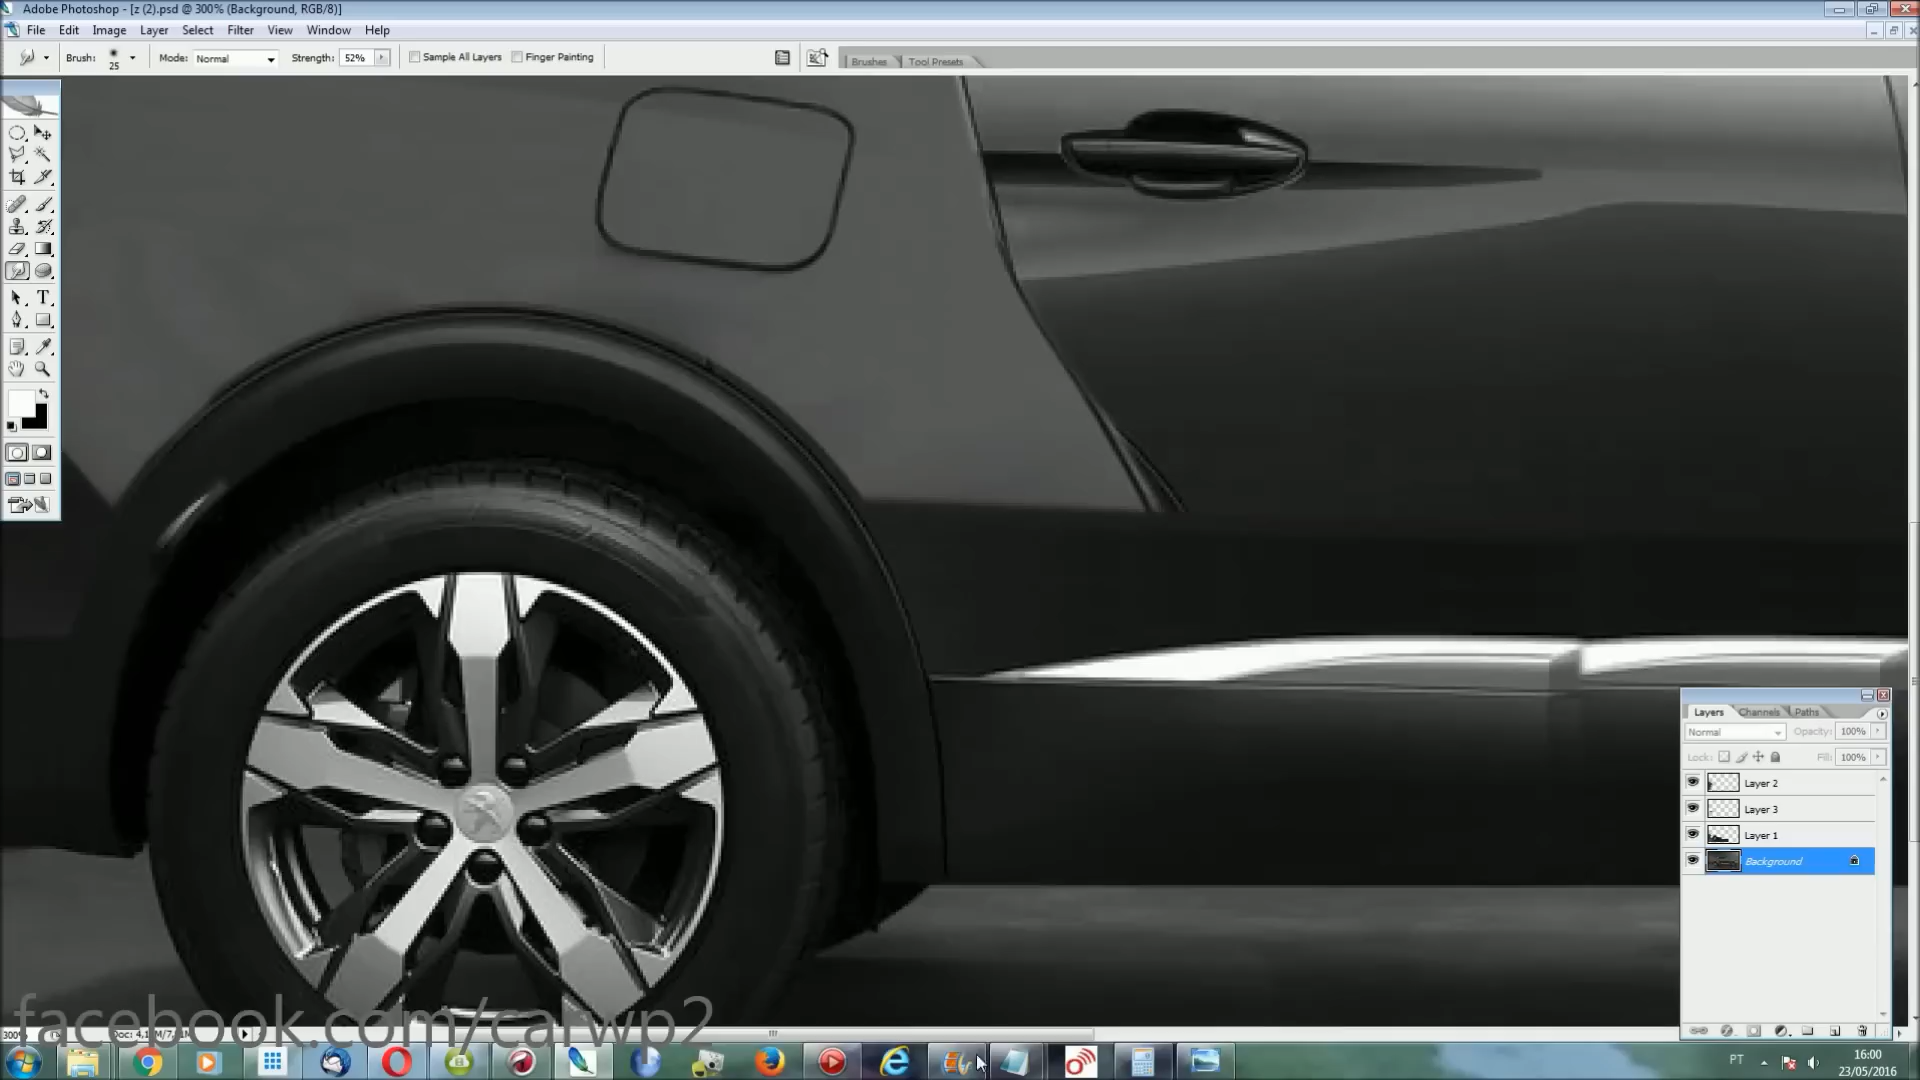 Adobe Photoshop - [z (2).psd @ 300% (Background, RGB/8)]
File Edit Image Layer Select Filter View Window Help
Brush: 25 Mode: Normal Strength: 52% Sample All Layers Finger Painting Brushes Tool Presets
Layers Channels Paths
Normal Opacity: 100%
Lock: Fill: 100%
Layer 2
Layer 3
Layer 1
Background
facebook.com/calwp2
300%
PT 16:00
23/05/2016